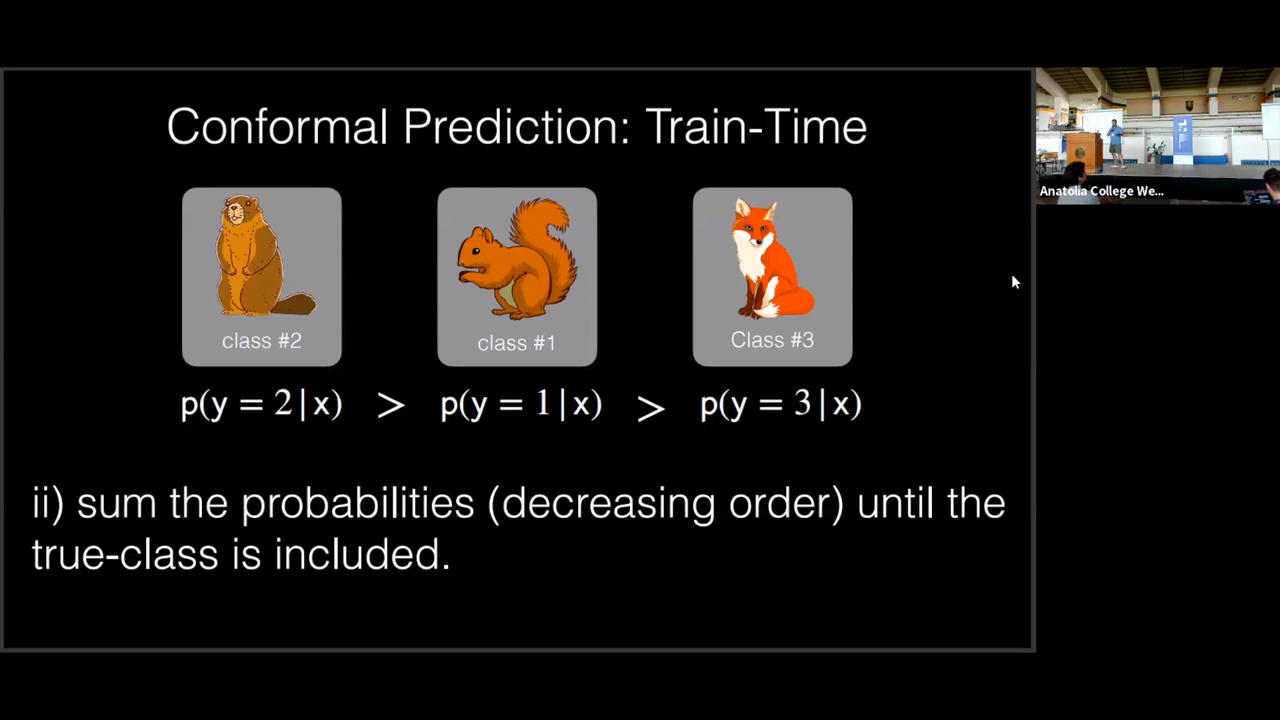 Conformal Prediction: Train-Time
class #2
class #1
Class #3
p(y = 2 | x) > p(y = 1 | x) > p(y = 3 | x)
ii) sum the probabilities (decreasing order) until the
true-class is included.
Anatolia College We...